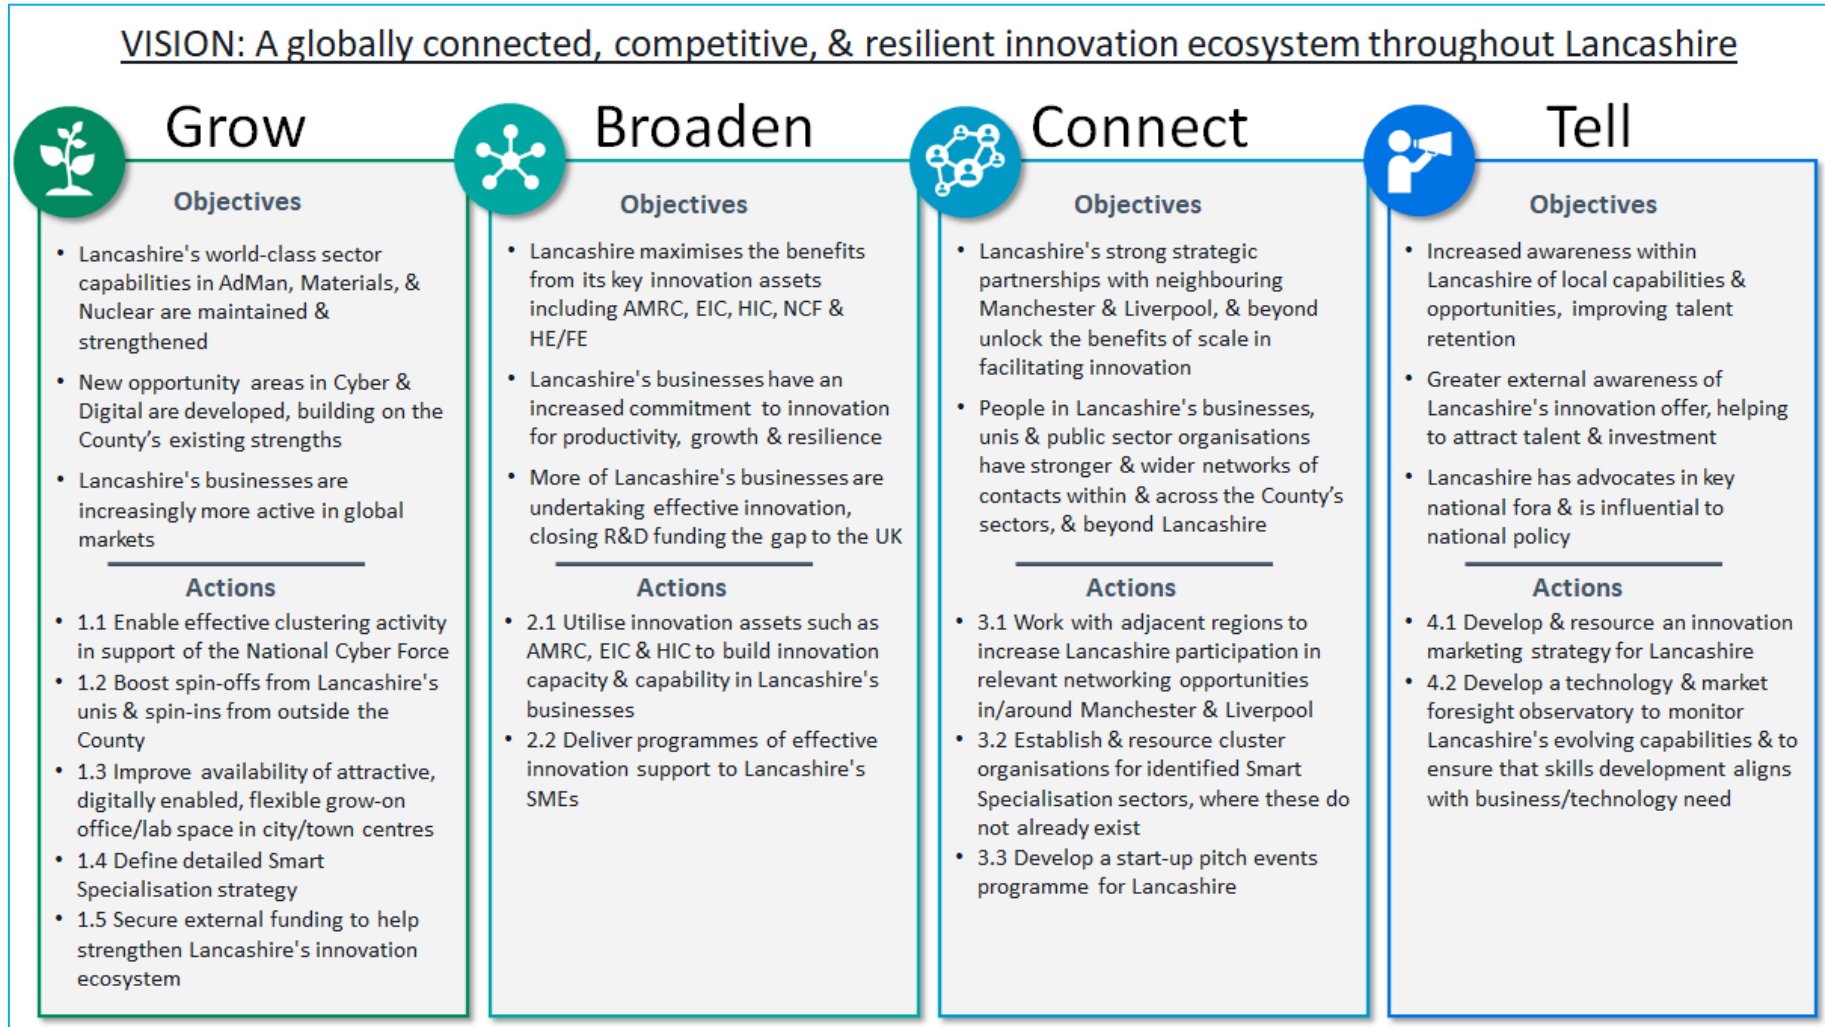 VISION: A globally connected, competitive, & resilient innovation ecosystem throughout Lancashire
Grow
Objectives
• Lancashire's world-class sector
capabilities in AdMan, Materials, &
Nuclear are maintained &
strengthened
• New opportunity areas in Cyber &
Digital are developed, building on the
County’s existing strengths
• Lancashire's businesses are
increasingly more active in global
markets
Actions
• 1.1 Enable effective clustering activity
in support of the National Cyber Force
• 1.2 Boost spin-offs from Lancashire's
unis & spin-ins from outside the
County
• 1.3 Improve availability of attractive,
digitally enabled, flexible grow-on
office/lab space in city/town centres
• 1.4 Define detailed Smart
Specialisation strategy
• 1.5 Secure external funding to help
strengthen Lancashire's innovation
ecosystem
Broaden
Objectives
• Lancashire maximises the benefits
from its key innovation assets
including AMRC, EIC, HIC, NCF &
HE/FE
• Lancashire's businesses have an
increased commitment to innovation
for productivity, growth & resilience
• More of Lancashire's businesses are
undertaking effective innovation,
closing R&D funding the gap to the UK
Actions
• 2.1 Utilise innovation assets such as
AMRC, EIC & HIC to build innovation
capacity & capability in Lancashire's
businesses
• 2.2 Deliver programmes of effective
innovation support to Lancashire's
SMEs
Connect
Objectives
• Lancashire's strong strategic
partnerships with neighbouring
Manchester & Liverpool, & beyond
unlock the benefits of scale in
facilitating innovation
• People in Lancashire's businesses,
unis & public sector organisations
have stronger & wider networks of
contacts within & across the County’s
sectors, & beyond Lancashire
Actions
• 3.1 Work with adjacent regions to
increase Lancashire participation in
relevant networking opportunities
in/around Manchester & Liverpool
• 3.2 Establish & resource cluster
organisations for identified Smart
Specialisation sectors, where these do
not already exist
• 3.3 Develop a start-up pitch events
programme for Lancashire
Tell
Objectives
• Increased awareness within
Lancashire of local capabilities &
opportunities, improving talent
retention
• Greater external awareness of
Lancashire's innovation offer, helping
to attract talent & investment
• Lancashire has advocates in key
national fora & is influential to
national policy
Actions
• 4.1 Develop & resource an innovation
marketing strategy for Lancashire
• 4.2 Develop a technology & market
foresight observatory to monitor
Lancashire's evolving capabilities & to
ensure that skills development aligns
with business/technology need